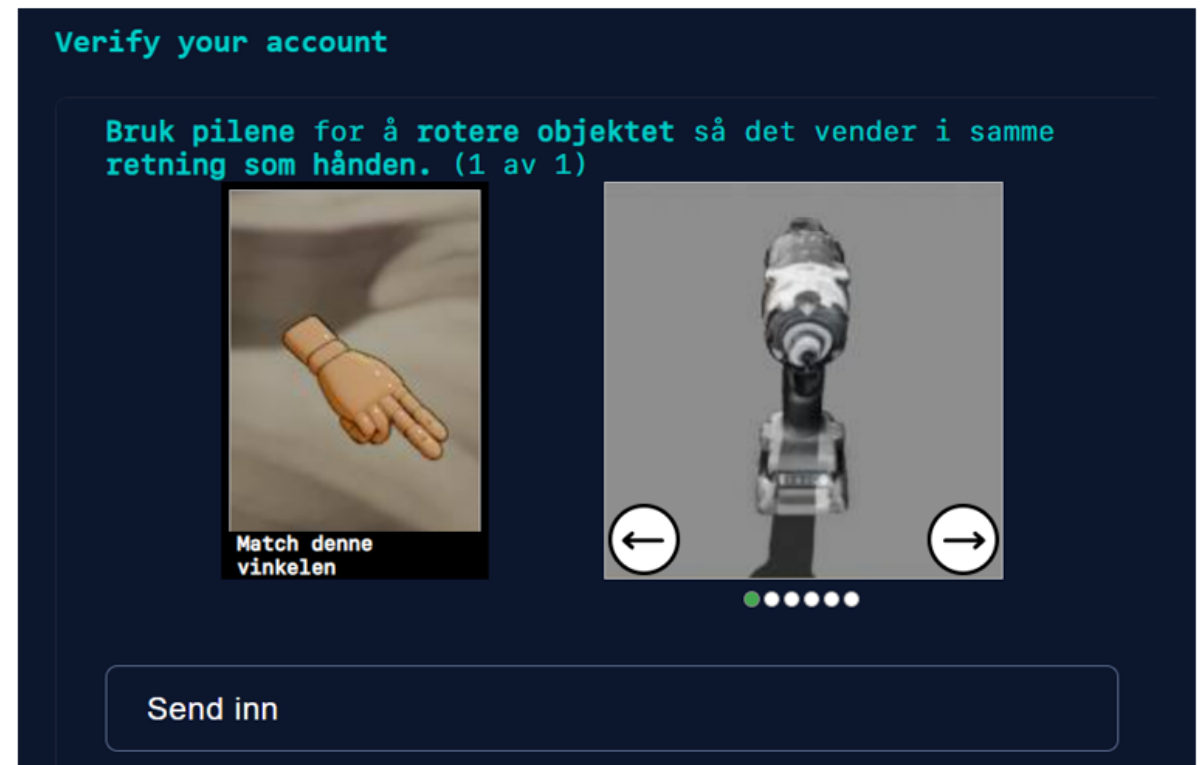 Verify your account
Bruk pilene for å rotere objektet så det vender i samme
retning som hånden. (1 av 1)
Match denne
vinkelen
Send inn